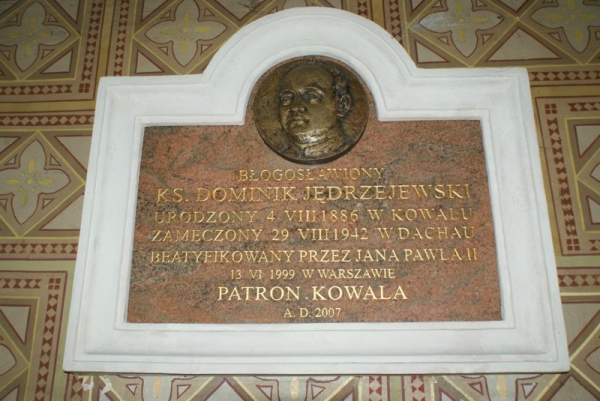 BŁOGOSŁAWIONY
KS. DOMINIK JĘDRZEJEWSKI
URODZONY 4 VIII 1886 W KOWALU
ZAMĘCZONY 29 VIII 1942 W DACHAU
BEATYFIKOWANY PRZEZ JANA PAWŁA II
13 VI 1999 W WARSZAWIE
PATRON KOWALA
A. D. 2007